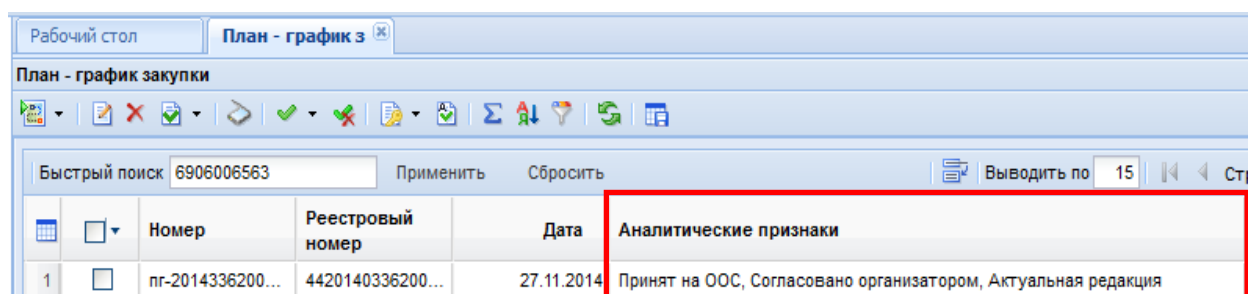 Рабочий стол План - график з
План - график закупки
Быстрый поиск 6906006563 Применить Сбросить Выводить по 15 Стр
Номер Реестровый номер Дата Аналитические признаки
1 пг-2014336200... 4420140336200... 27.11.2014 Принят на ООС, Согласовано организатором, Актуальная редакция